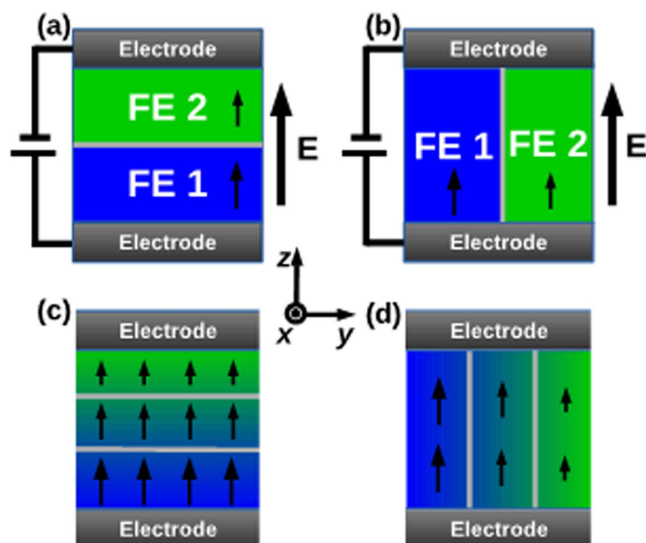 (a)
Electrode
FE 2
FE 1
E
Electrode
(b)
Electrode
FE 1
FE 2
E
Electrode
z
x
y
(c)
Electrode
Electrode
(d)
Electrode
Electrode